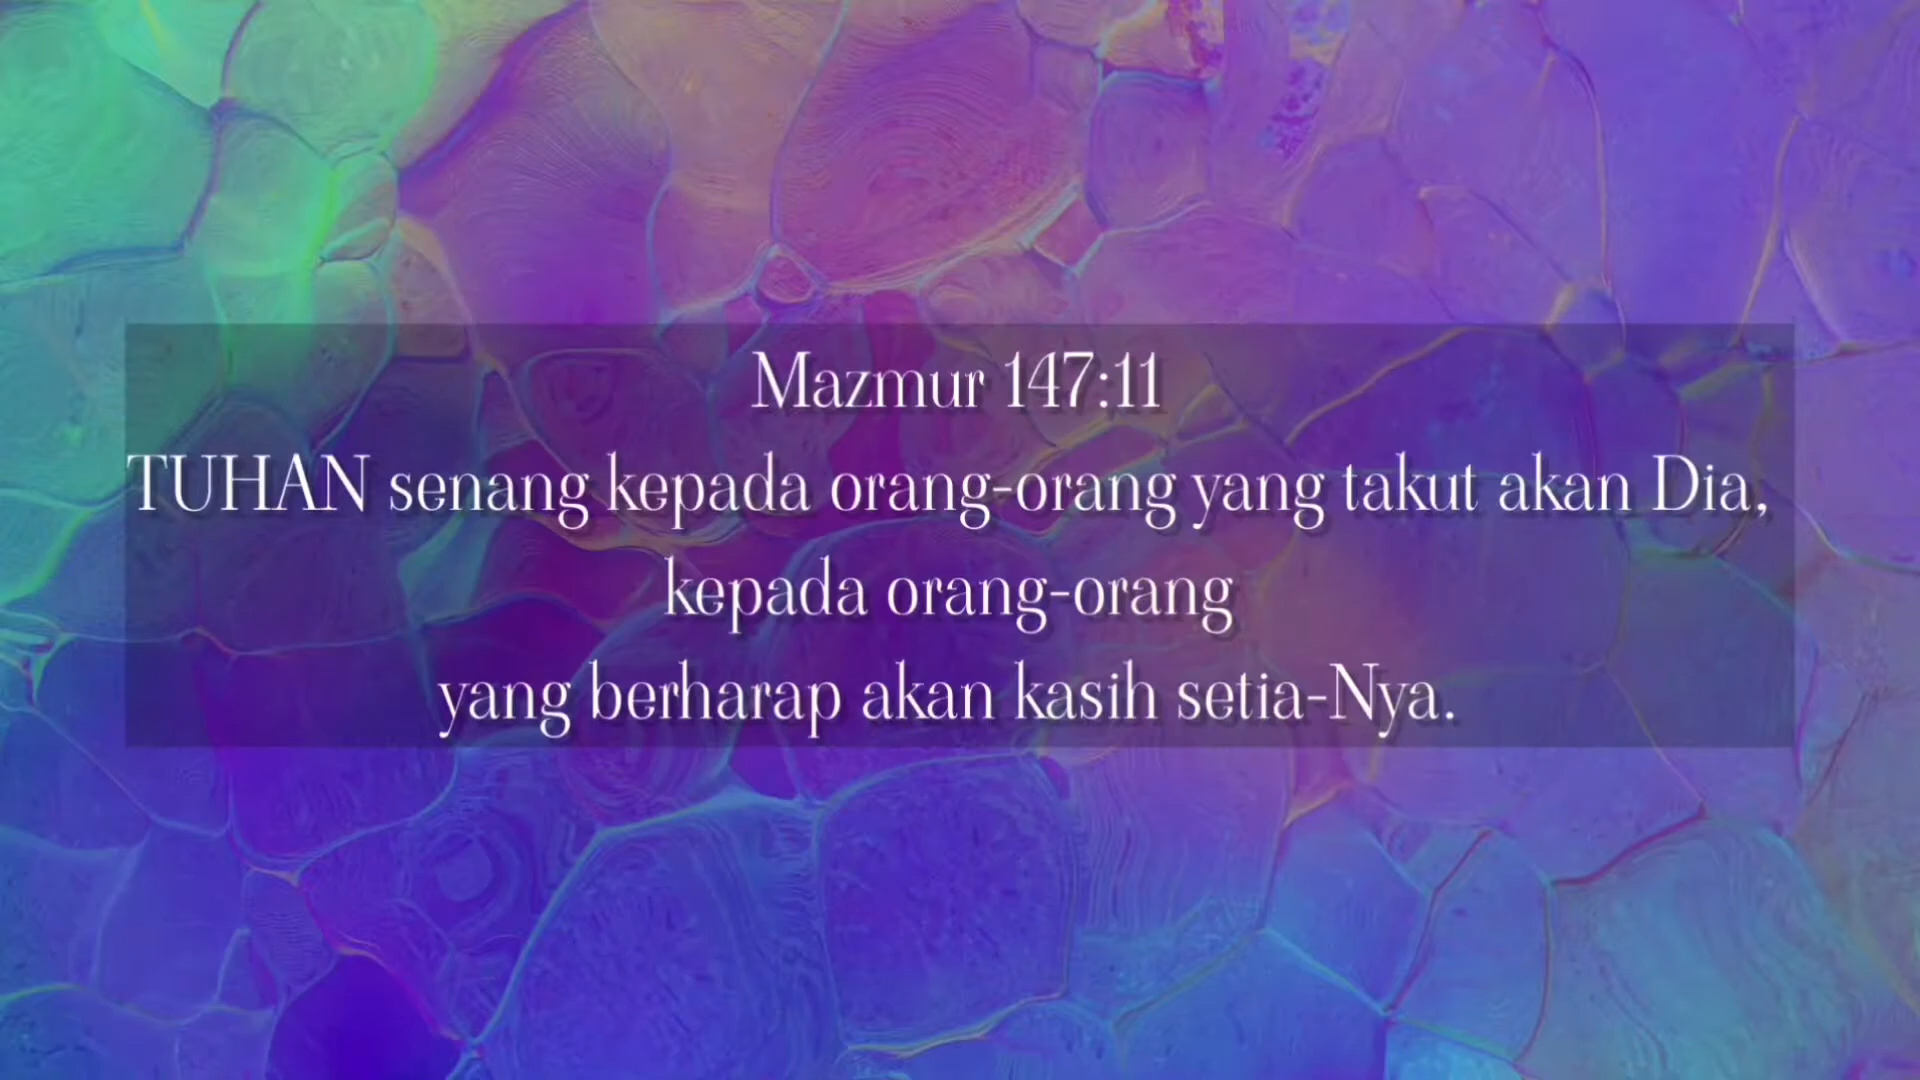 Mazmur 147:11
TUHAN senang kepada orang-orang yang takut akan Dia,
kepada orang-orang
yang berharap akan kasih setia-Nya.